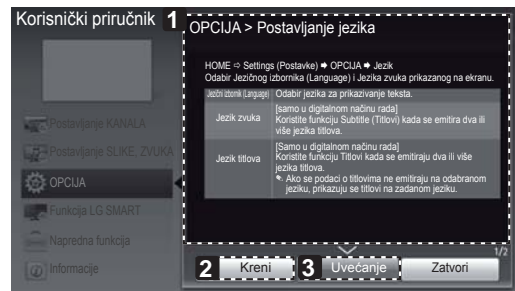 Korisnički priručnik
1
OPCIJA > Postavljanje jezika
HOME ⇨ Settings (Postavke) ➡ OPCIJA ➡ Jezik
Odabir Jezičnog izbornika (Language) i Jezika zvuka prikazanog na ekranu.
Jezični izbornik (Language) Odabir jezika za prikazivanje teksta.
Jezik zvuka
[samo u digitalnom načinu rada]
Koristite funkciju Subtitle (Titlovi) kada se emitira dva ili
više jezika titlova.
Jezik titlova
[Samo u digitalnom načinu rada]
Koristite funkciju Titlovi kada se emitiraju dva ili više
jezika titlova.
Ako se podaci o titlovima ne emitiraju na odabranom
jeziku, prikazuju se titlovi na zadanom jeziku.
Postavljanje KANALA
Postavljanje SLIKE, ZVUKA
OPCIJA
Funkcija LG SMART
Napredna funkcija
Informacije
1/2
2 Kreni
3 Uvećanje
Zatvori